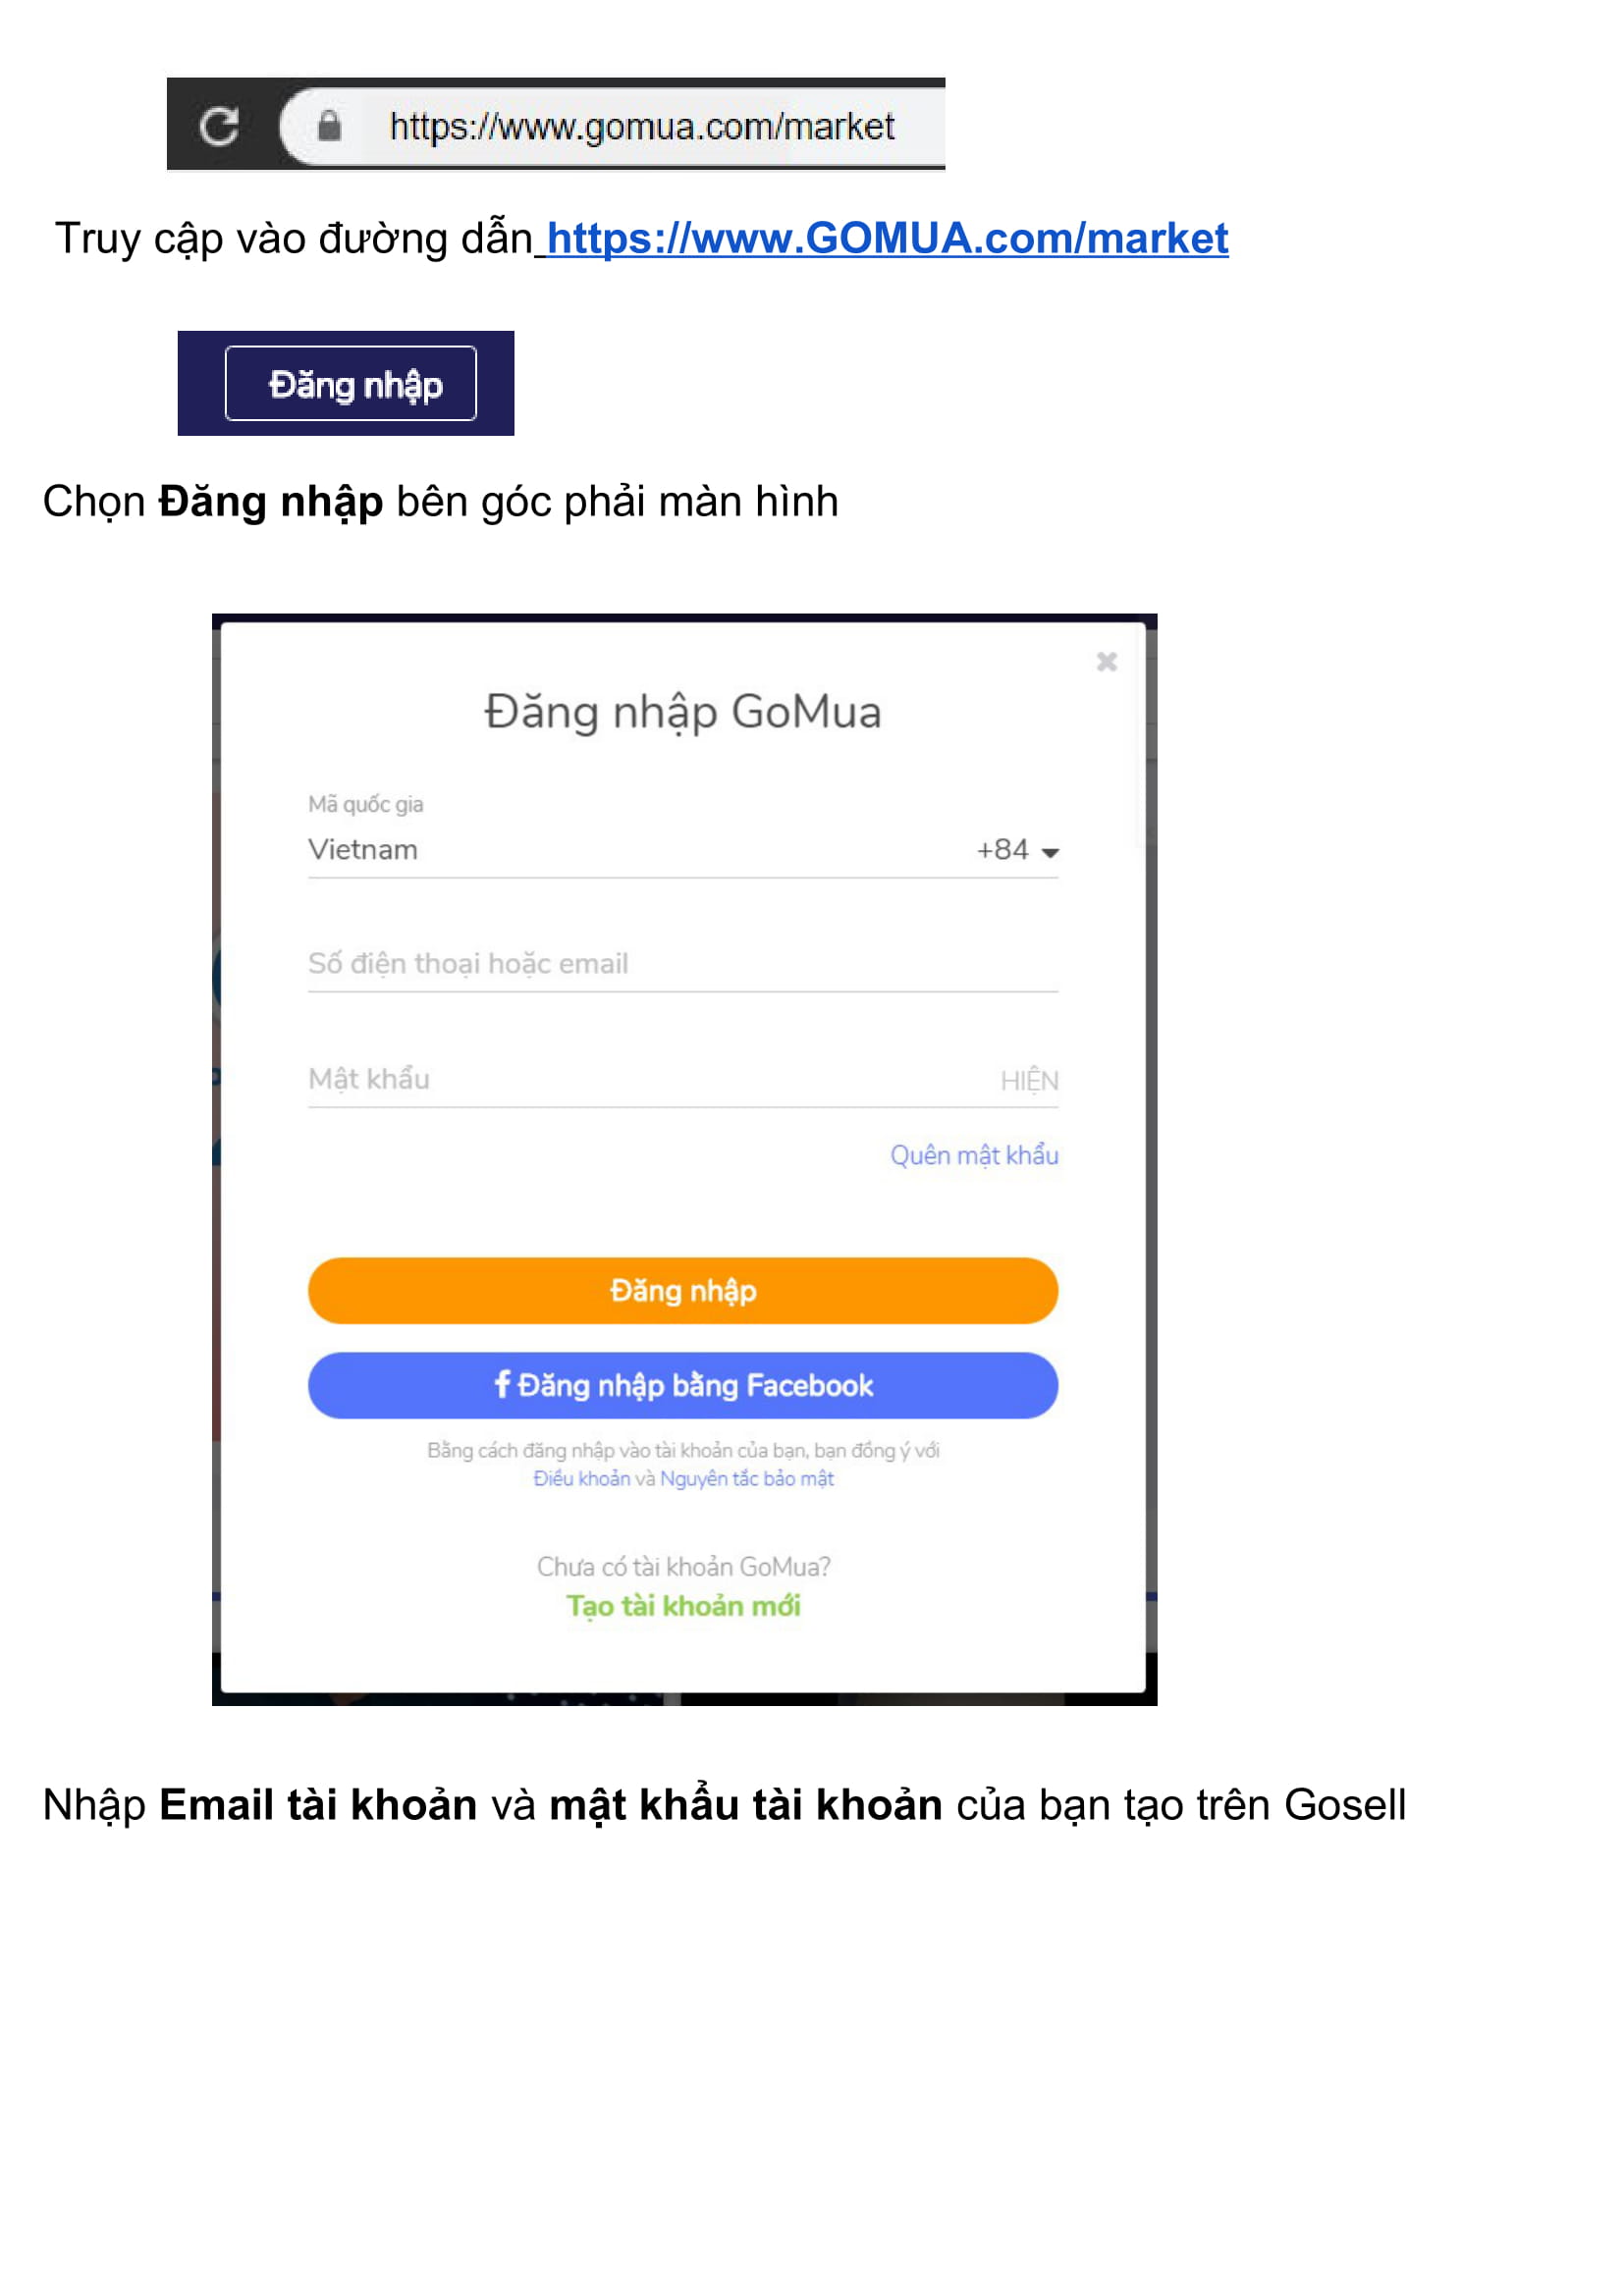 https://www.gomua.com/market
Truy cập vào đường dẫn https://www.GOMUA.com/market
Đăng nhập
Chọn Đăng nhập bên góc phải màn hình
Đăng nhập GoMua
Mã quốc gia
Vietnam +84
Số điện thoại hoặc email
Mật khẩu HIỆN
Quên mật khẩu
Đăng nhập
f Đăng nhập bằng Facebook
Bằng cách đăng nhập vào tài khoản của bạn, bạn đồng ý với
Điều khoản và Nguyên tắc bảo mật
Chưa có tài khoản GoMua?
Tạo tài khoản mới
Nhập Email tài khoản và mật khẩu tài khoản của bạn tạo trên Gosell